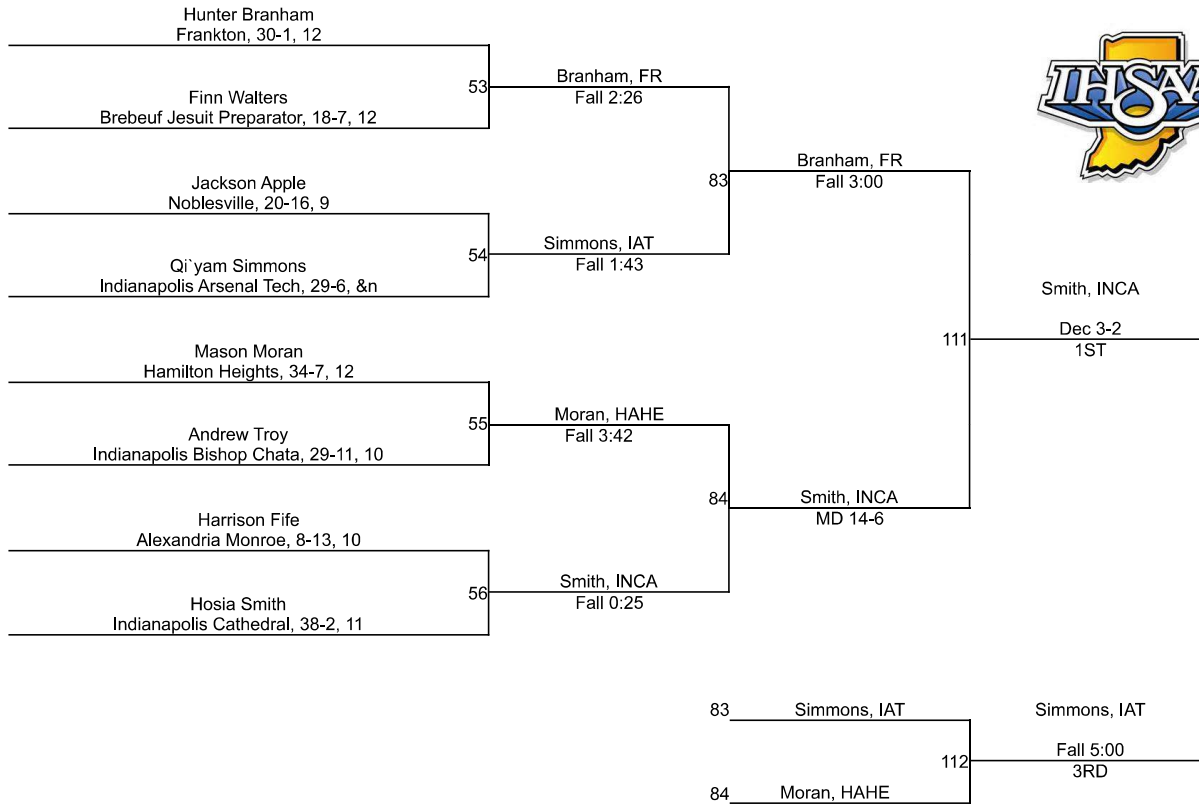 Hunter Branham
Frankton, 30-1, 12
53
Finn Walters
Brebeuf Jesuit Preparator, 18-7, 12
Branham, FR
Fall 2:26
83
Jackson Apple
Noblesville, 20-16, 9
54
Qi`yam Simmons
Indianapolis Arsenal Tech, 29-6, &n
Simmons, IAT
Fall 1:43
Branham, FR
Fall 3:00
IHSAA
111
Smith, INCA
Dec 3-2
1ST
Mason Moran
Hamilton Heights, 34-7, 12
55
Andrew Troy
Indianapolis Bishop Chata, 29-11, 10
Moran, HAHE
Fall 3:42
84
Smith, INCA
MD 14-6
Harrison Fife
Alexandria Monroe, 8-13, 10
56
Hosia Smith
Indianapolis Cathedral, 38-2, 11
Smith, INCA
Fall 0:25
83 Simmons, IAT
112
84 Moran, HAHE
Simmons, IAT
Fall 5:00
3RD